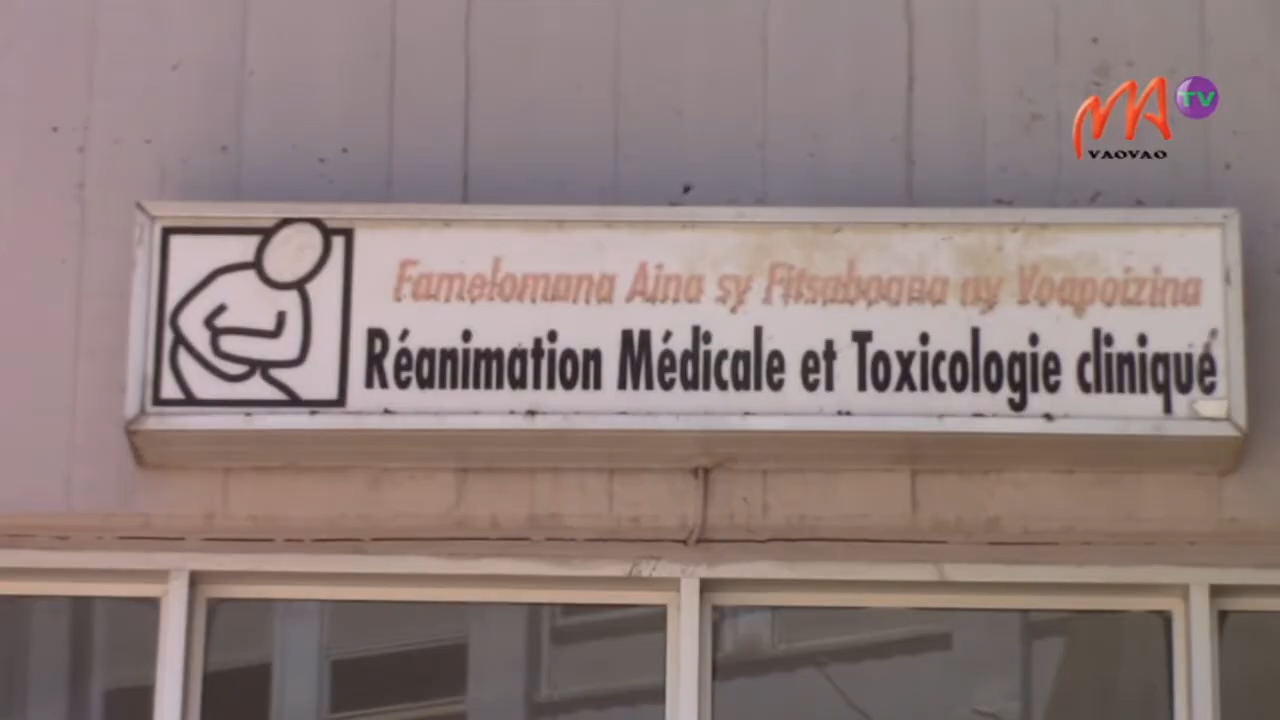 MA TV
VAOVAO
Famelomana Aina sy Fitsaboana ny Voapoizina
Réanimation Médicale et Toxicologie clinique